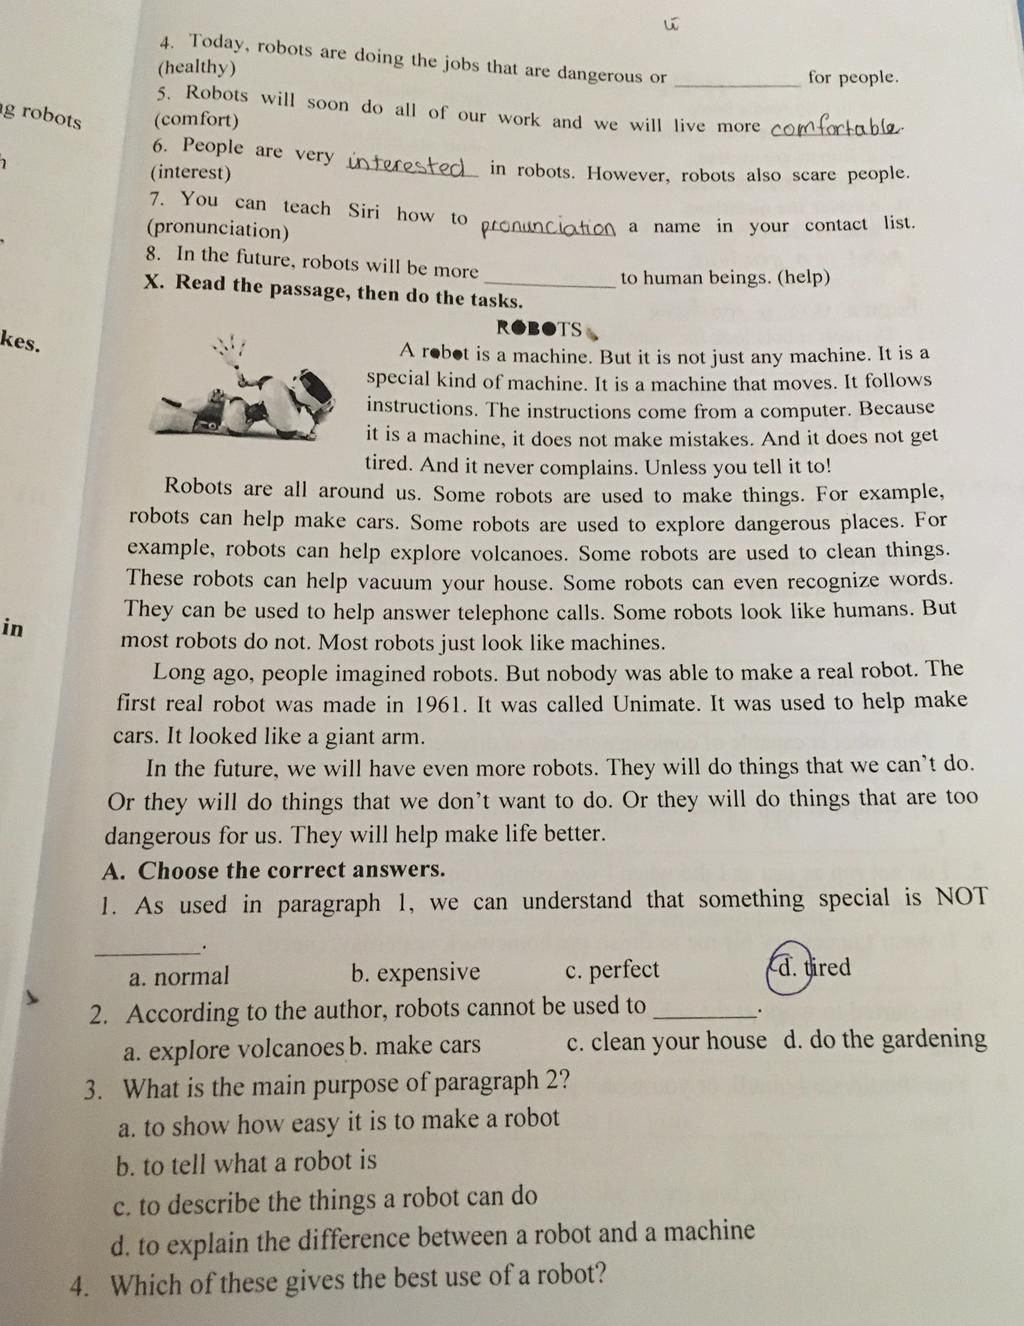 4. Today, robots are doing the jobs that are dangerous or ____________ for people.
(healthy)
5. Robots will soon do all of our work and we will live more comfortable.
(comfort)
6. People are very interested in robots. However, robots also scare people.
(interest)
7. You can teach Siri how to pronunciation a name in your contact list.
(pronunciation)
8. In the future, robots will be more ____________ to human beings. (help)
X. Read the passage, then do the tasks.
ROBOTS
A robot is a machine. But it is not just any machine. It is a
special kind of machine. It is a machine that moves. It follows
instructions. The instructions come from a computer. Because
it is a machine, it does not make mistakes. And it does not get
tired. And it never complains. Unless you tell it to!
Robots are all around us. Some robots are used to make things. For example,
robots can help make cars. Some robots are used to explore dangerous places. For
example, robots can help explore volcanoes. Some robots are used to clean things.
These robots can help vacuum your house. Some robots can even recognize words.
They can be used to help answer telephone calls. Some robots look like humans. But
most robots do not. Most robots just look like machines.
Long ago, people imagined robots. But nobody was able to make a real robot. The
first real robot was made in 1961. It was called Unimate. It was used to help make
cars. It looked like a giant arm.
In the future, we will have even more robots. They will do things that we can't do.
Or they will do things that we don't want to do. Or they will do things that are too
dangerous for us. They will help make life better.
A. Choose the correct answers.
1. As used in paragraph 1, we can understand that something special is NOT
__________.
a. normal b. expensive c. perfect d. tired
2. According to the author, robots cannot be used to __________.
a. explore volcanoes b. make cars c. clean your house d. do the gardening
3. What is the main purpose of paragraph 2?
a. to show how easy it is to make a robot
b. to tell what a robot is
c. to describe the things a robot can do
d. to explain the difference between a robot and a machine
4. Which of these gives the best use of a robot?
robots
kes.
in